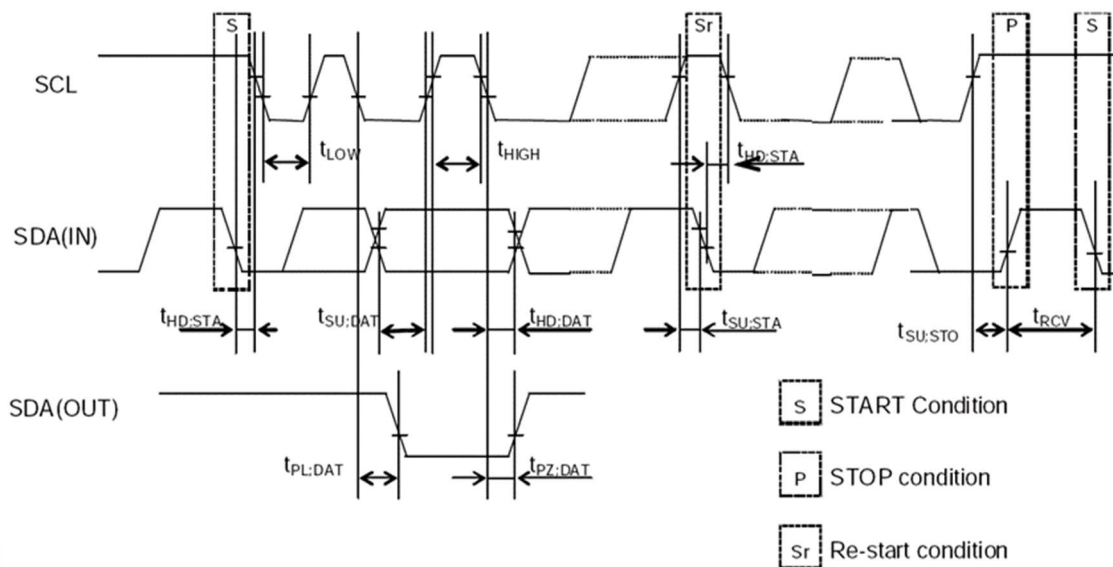 S Sr P S
SCL
tLOW tHIGH tHD;STA
SDA(IN)
tHD;STA tSU;DAT tHD;DAT tSU;STA tSU;STO tRCV
SDA(OUT)
S START Condition
tPL;DAT tPZ;DAT
P STOP condition
Sr Re-start condition